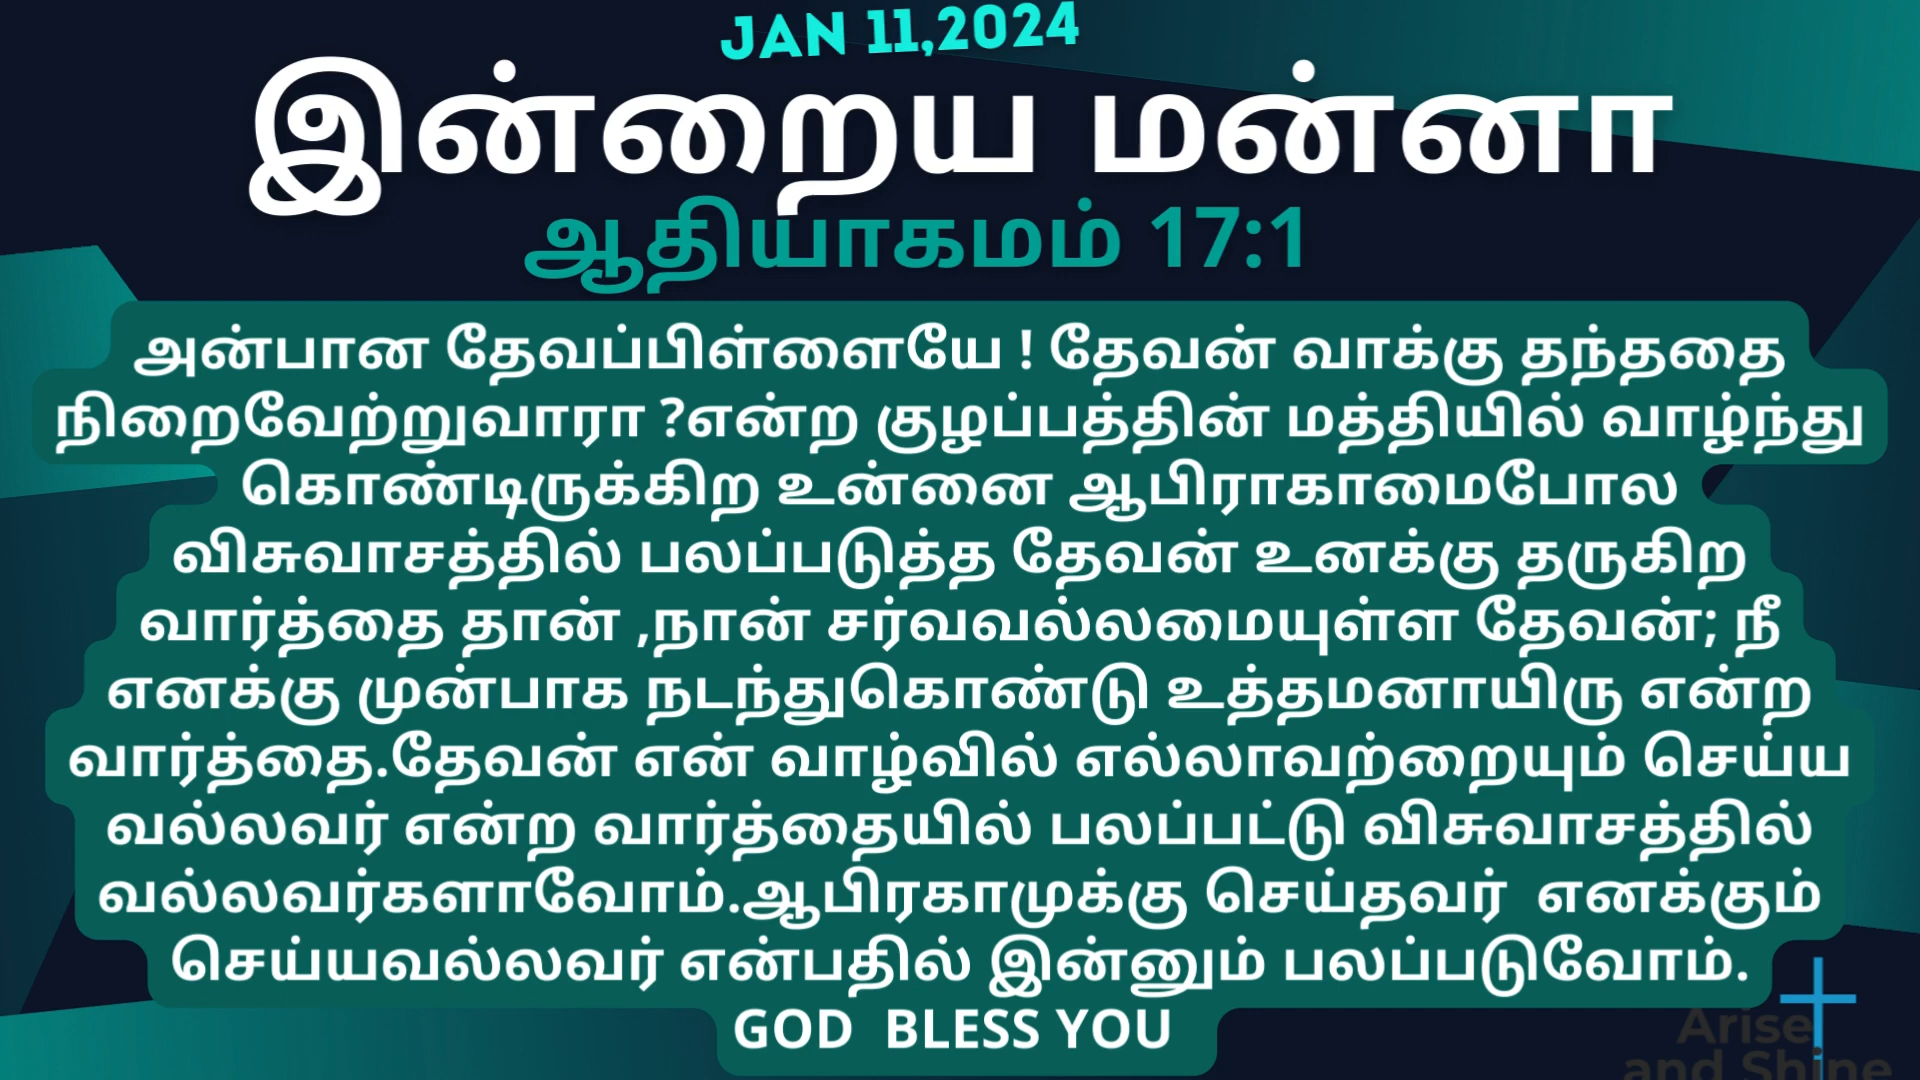 JAN 11,2024
இன்றைய மன்னா
ஆதியாகமம் 17:1
அன்பான தேவப்பிள்ளையே ! தேவன் வாக்கு தந்ததை
நிறைவேற்றுவாரா ?என்ற குழப்பத்தின் மத்தியில் வாழ்ந்து
கொண்டிருக்கிற உன்னை ஆபிராகாமைபோல
விசுவாசத்தில் பலப்படுத்த தேவன் உனக்கு தருகிற
வார்த்தை தான் ,நான் சர்வவல்லமையுள்ள தேவன்; நீ
எனக்கு முன்பாக நடந்துகொண்டு உத்தமனாயிரு என்ற
வார்த்தை.தேவன் என் வாழ்வில் எல்லாவற்றையும் செய்ய
வல்லவர் என்ற வார்த்தையில் பலப்பட்டு விசுவாசத்தில்
வல்லவர்களாவோம்.ஆபிரகாமுக்கு செய்தவர்  எனக்கும்
செய்யவல்லவர் என்பதில் இன்னும் பலப்படுவோம்.
GOD  BLESS YOU
Arise
and Shine